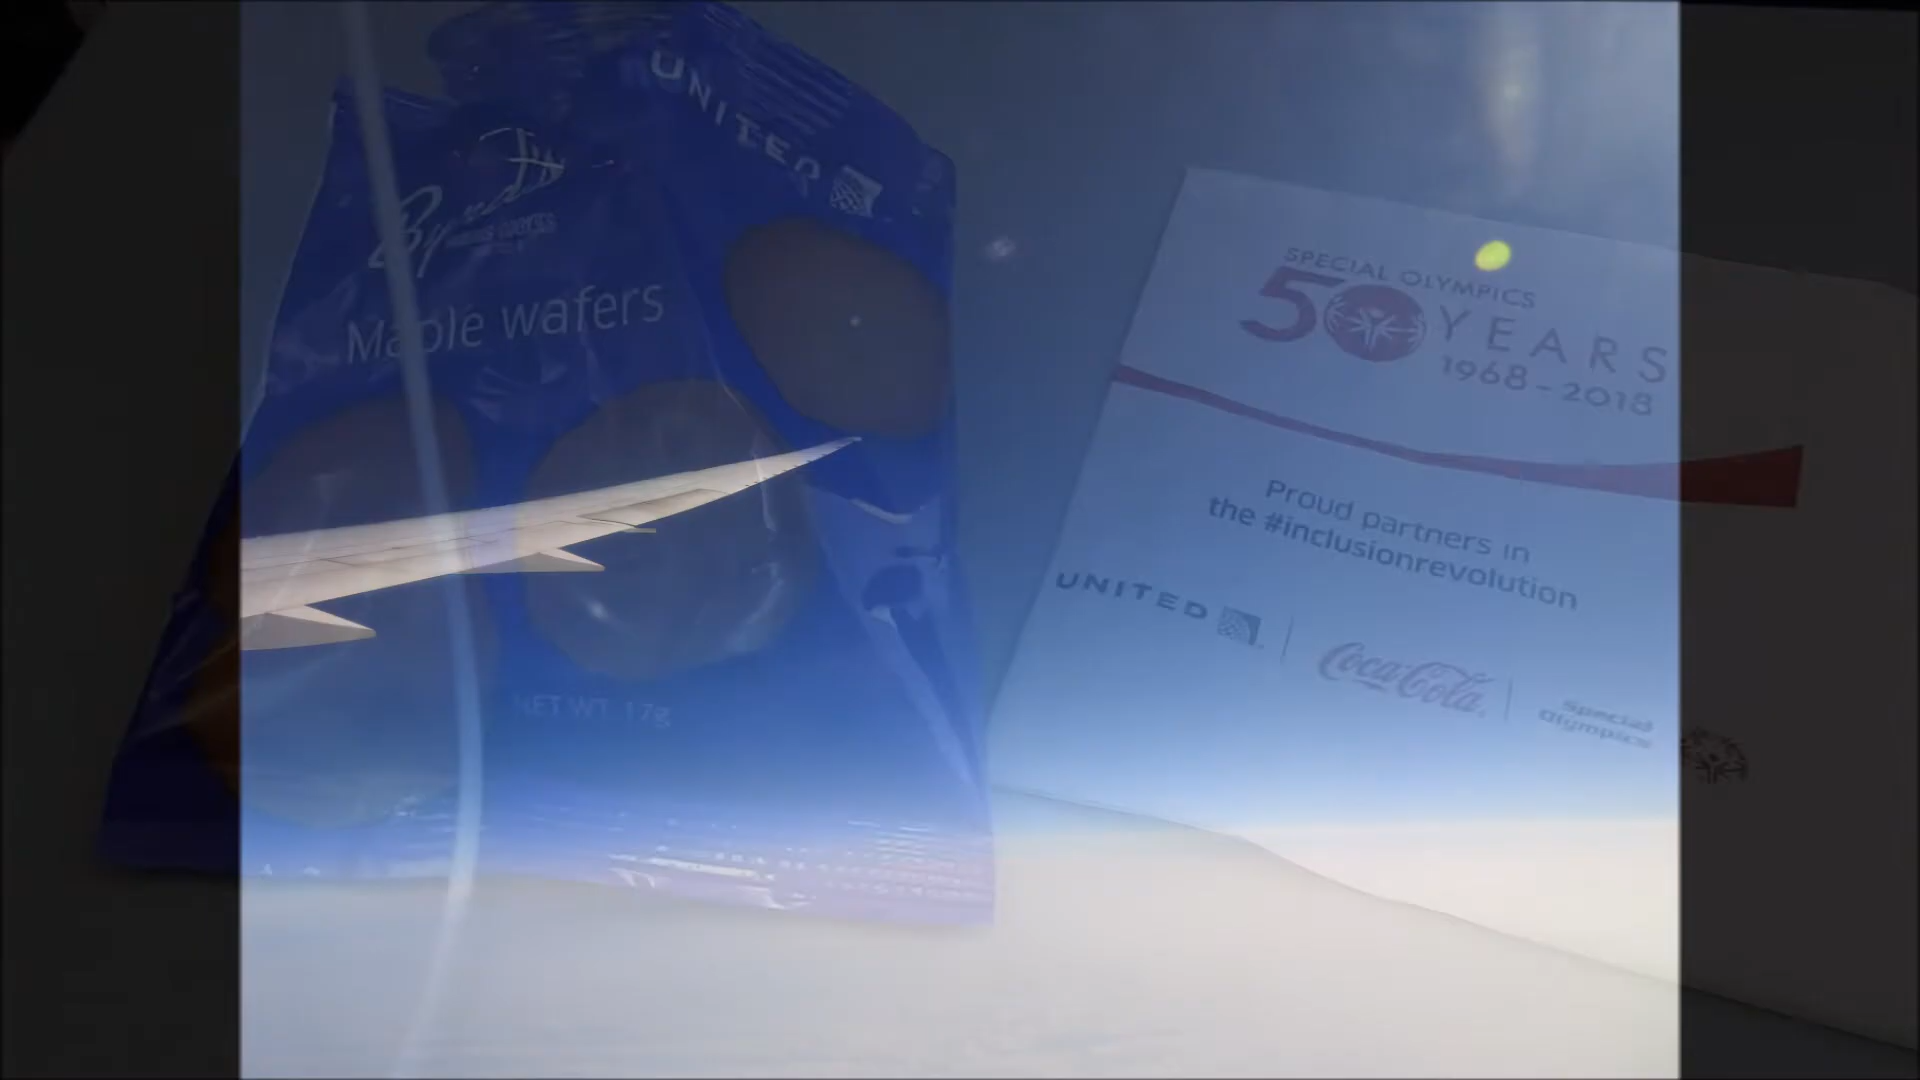 UNITED
Byrd
Maple wafers
NET WT 17g
SPECIAL OLYMPICS
50 YEARS
1968-2018
Proud partners in
the #inclusionrevolution
UNITED
Coca-Cola
Special
Olympics